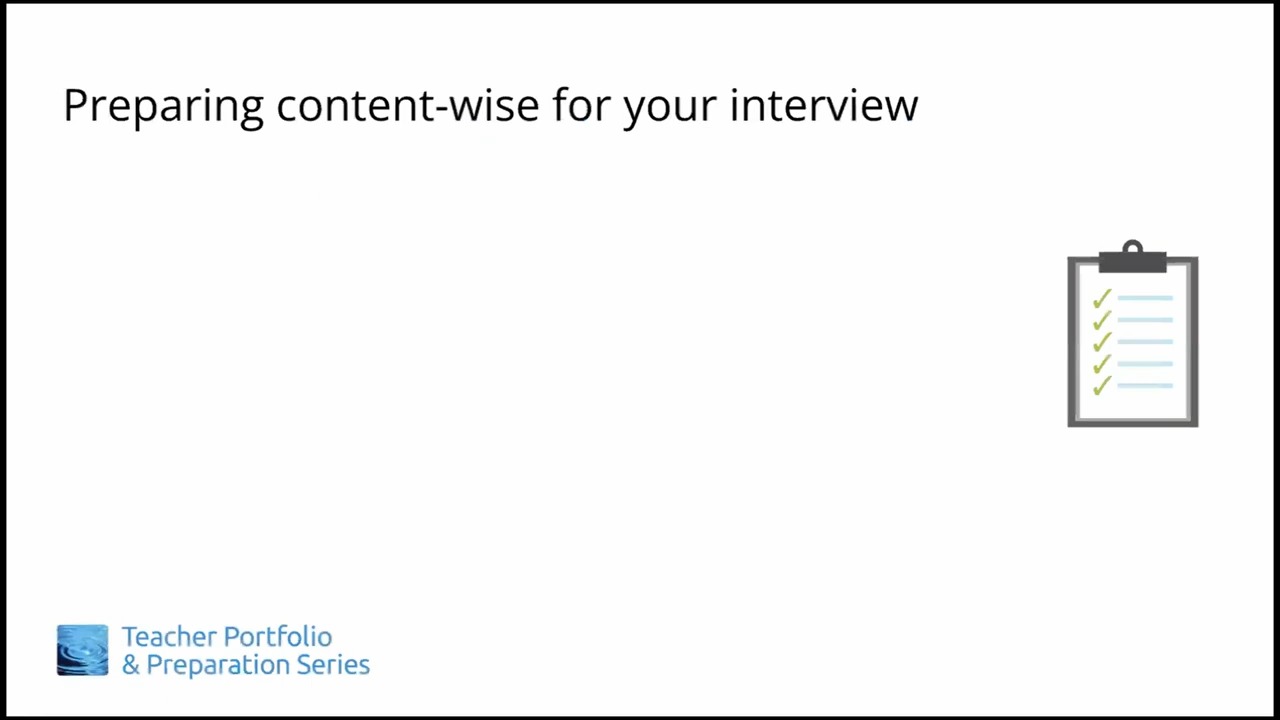 Preparing content-wise for your interview
Teacher Portfolio
& Preparation Series